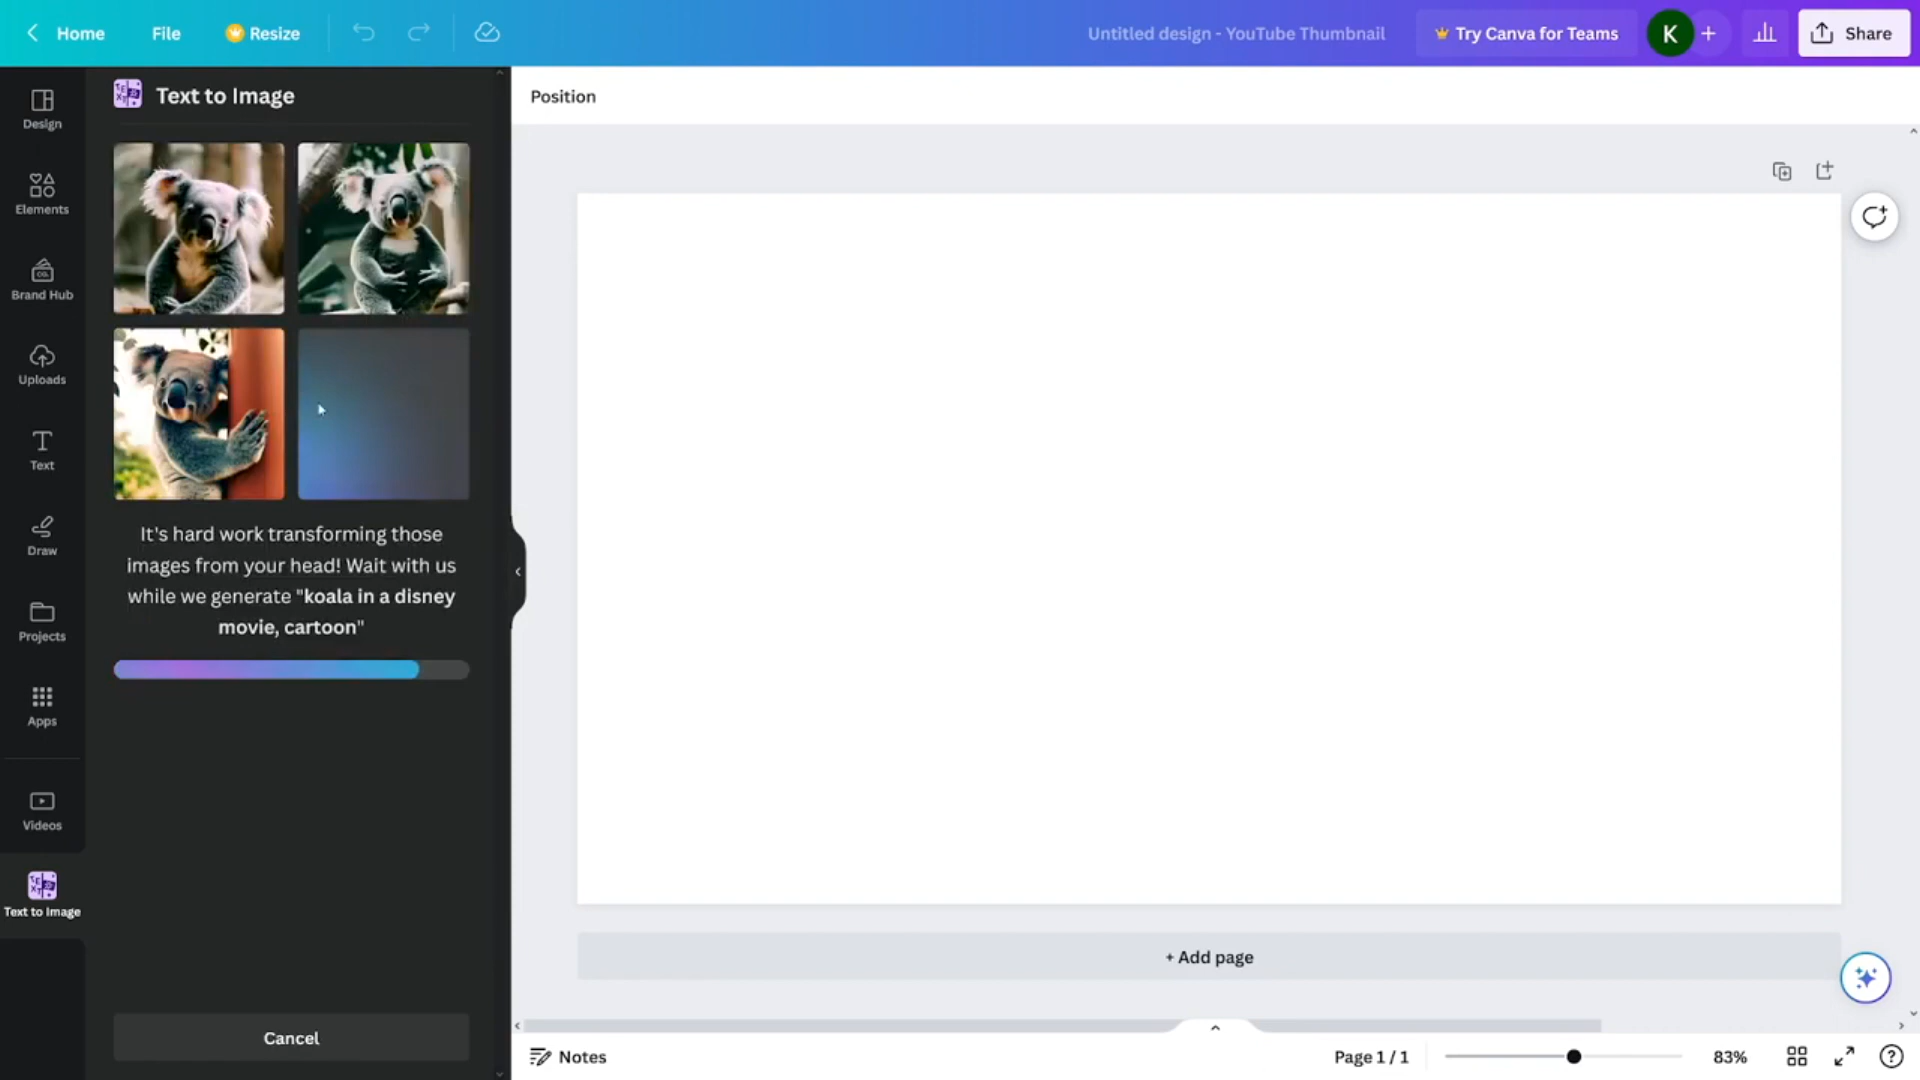 Home File Resize Untitled design - YouTube Thumbnail Try Canva for Teams K + Share
Design
Elements
Brand Hub
Uploads
Text
Draw
Projects
Apps
Videos
Text to Image
Text to Image
It's hard work transforming those
images from your head! Wait with us
while we generate "koala in a disney
movie, cartoon"
Cancel
Position
+ Add page
Notes Page 1 / 1 83%